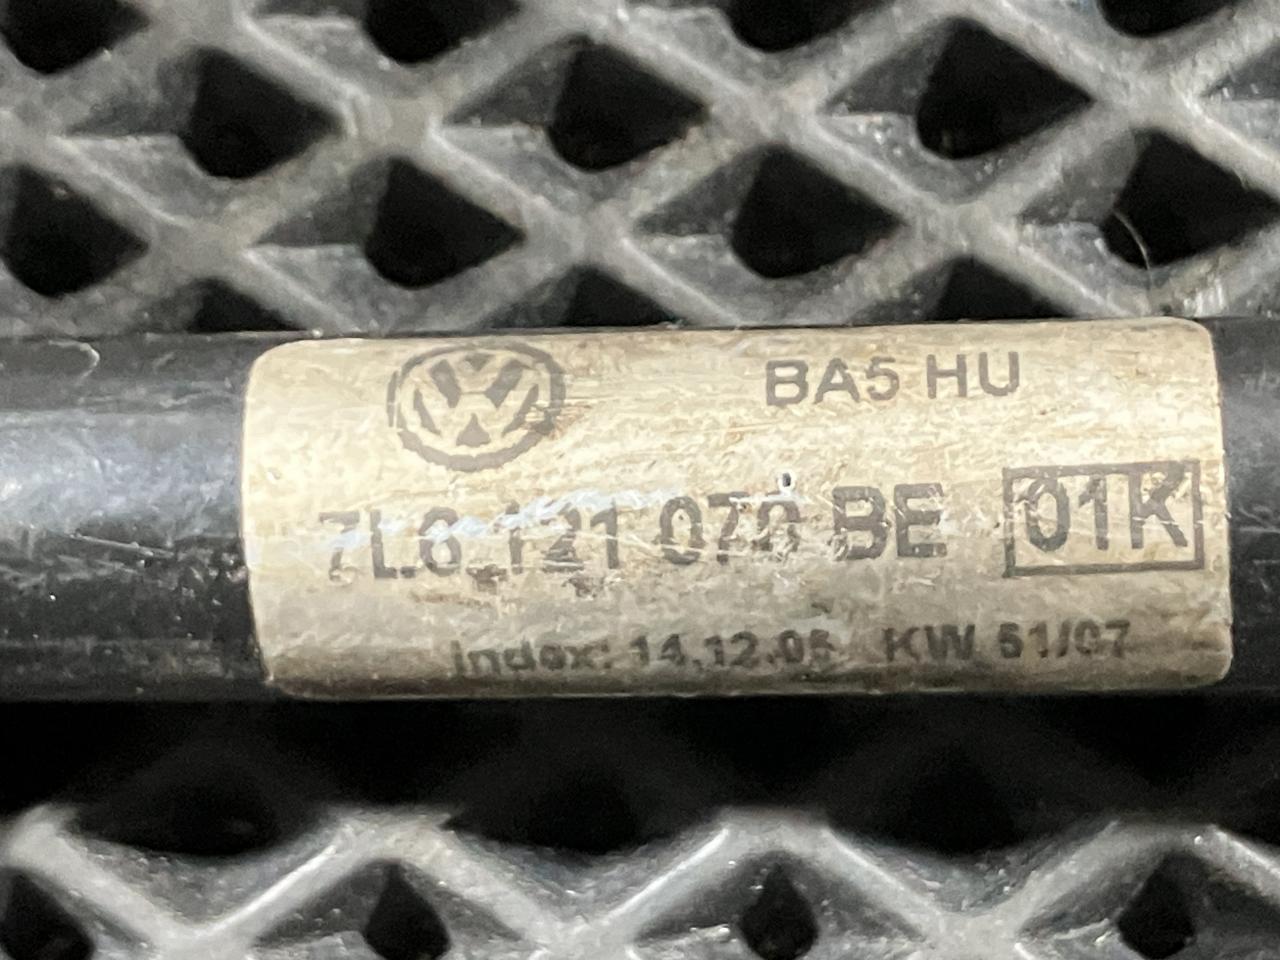 BA5 HU
7L6 121 070 BE 01K
Index: 14.12.05 KW 51/07